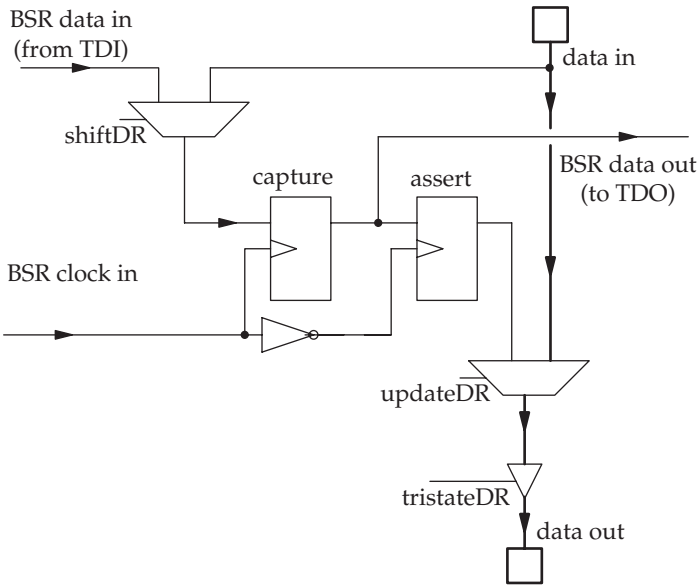 BSR data in
(from TDI)
data in
shiftDR
BSR data out
(to TDO)
capture
assert
BSR clock in
updateDR
tristateDR
data out